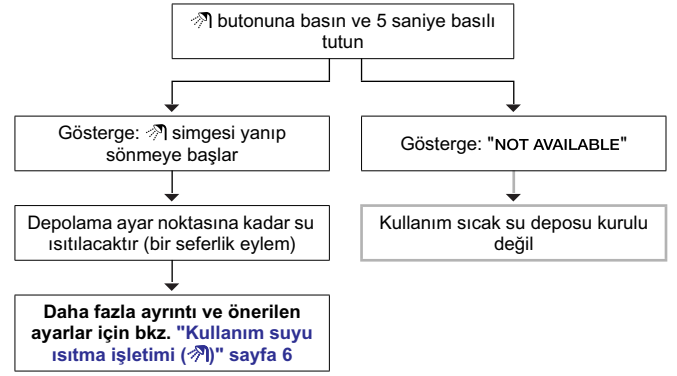 butonuna basın ve 5 saniye basılı
tutun
Gösterge: simgesi yanıp
sönmeye başlar
Gösterge: "NOT AVAILABLE"
Depolama ayar noktasına kadar su
ısıtılacaktır (bir seferlik eylem)
Kullanım sıcak su deposu kurulu
değil
Daha fazla ayrıntı ve önerilen
ayarlar için bkz. "Kullanım suyu
ısıtma işletimi ()" sayfa 6